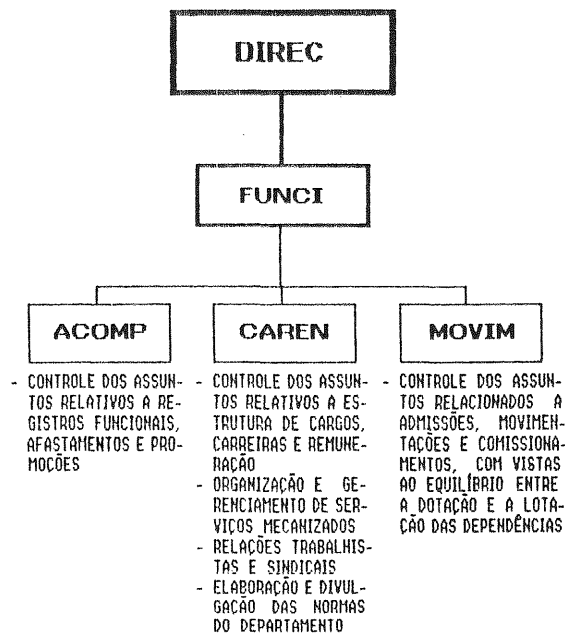 DIREC
FUNCI
ACOMP
- CONTROLE DOS ASSUN-
TOS RELATIVOS A RE-
GISTROS FUNCIONAIS,
AFASTAMENTOS E PRO-
MOÇÕES
CAREN
- CONTROLE DOS ASSUN-
TOS RELATIVOS A ES-
TRUTURA DE CARGOS,
CARREIRAS E REMUNE-
RAÇÃO
- ORGANIZAÇÃO E GE-
RENCIAMENTO DE SER-
VIÇOS MECANIZADOS
- RELAÇÕES TRABALHIS-
TAS E SINDICAIS
- ELABORAÇÃO E DIVUL-
GAÇÃO DAS NORMAS
DO DEPARTAMENTO
MOVIM
- CONTROLE DOS ASSUN-
TOS RELACIONADOS A
ADMISSÕES, MOVIMEN-
TAÇÕES E COMISSIONA-
MENTOS, COM VISTAS
AO EQUILÍBRIO ENTRE
A DOTAÇÃO E A LOTA-
ÇÃO DAS DEPENDÊNCIAS